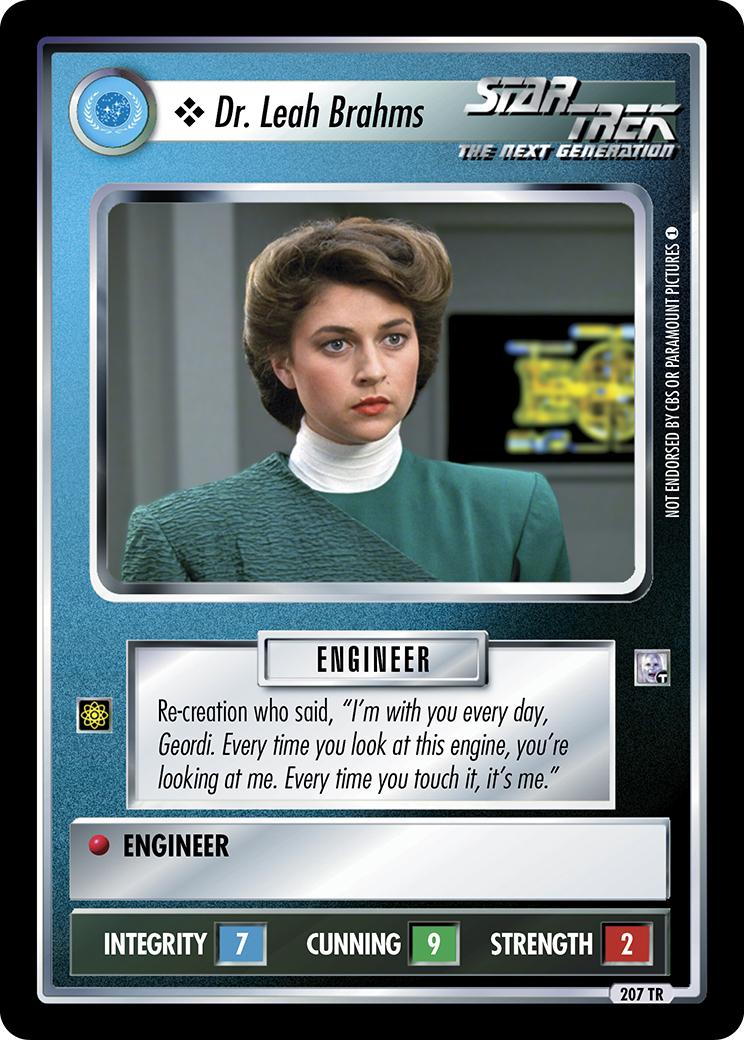 ❖ Dr. Leah Brahms
STAR TREK
THE NEXT GENERATION
NOT ENDORSED BY CBS OR PARAMOUNT PICTURES 1
ENGINEER
T
Re-creation who said, “I’m with you every day,
Geordi. Every time you look at this engine, you’re
looking at me. Every time you touch it, it’s me.”
ENGINEER
INTEGRITY 7 CUNNING 9 STRENGTH 2
207 TR